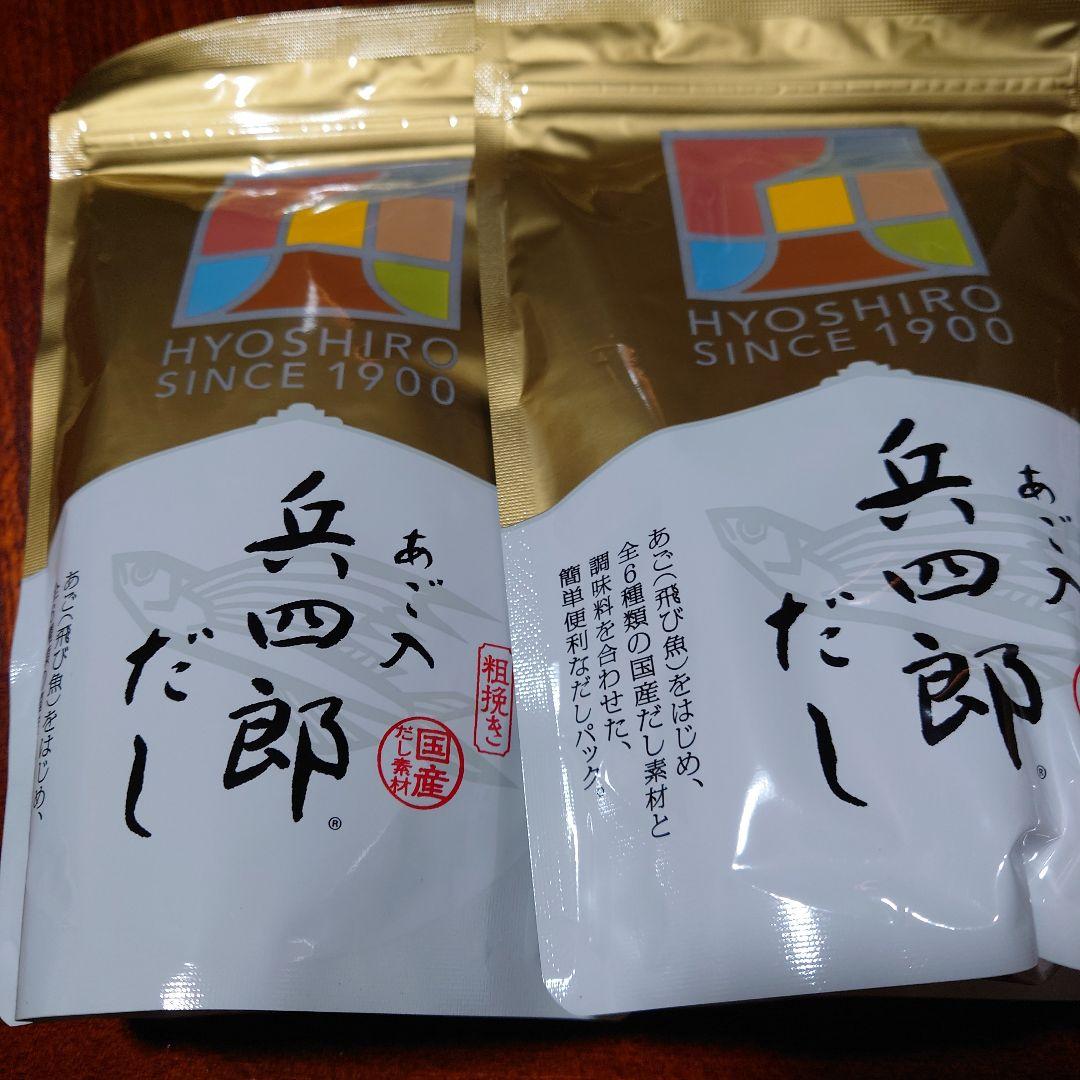 HYOSHIRO
SINCE 1900
あご入
兵四郎
だし
®
粗挽き
国産
だし素材
あご(飛び魚)をはじめ、
HYOSHIRO
SINCE 1900
あご入
兵四郎
だし
®
あご(飛び魚)をはじめ、
全6種類の国産だし素材と
調味料を合わせた、
簡単便利なだしパック。